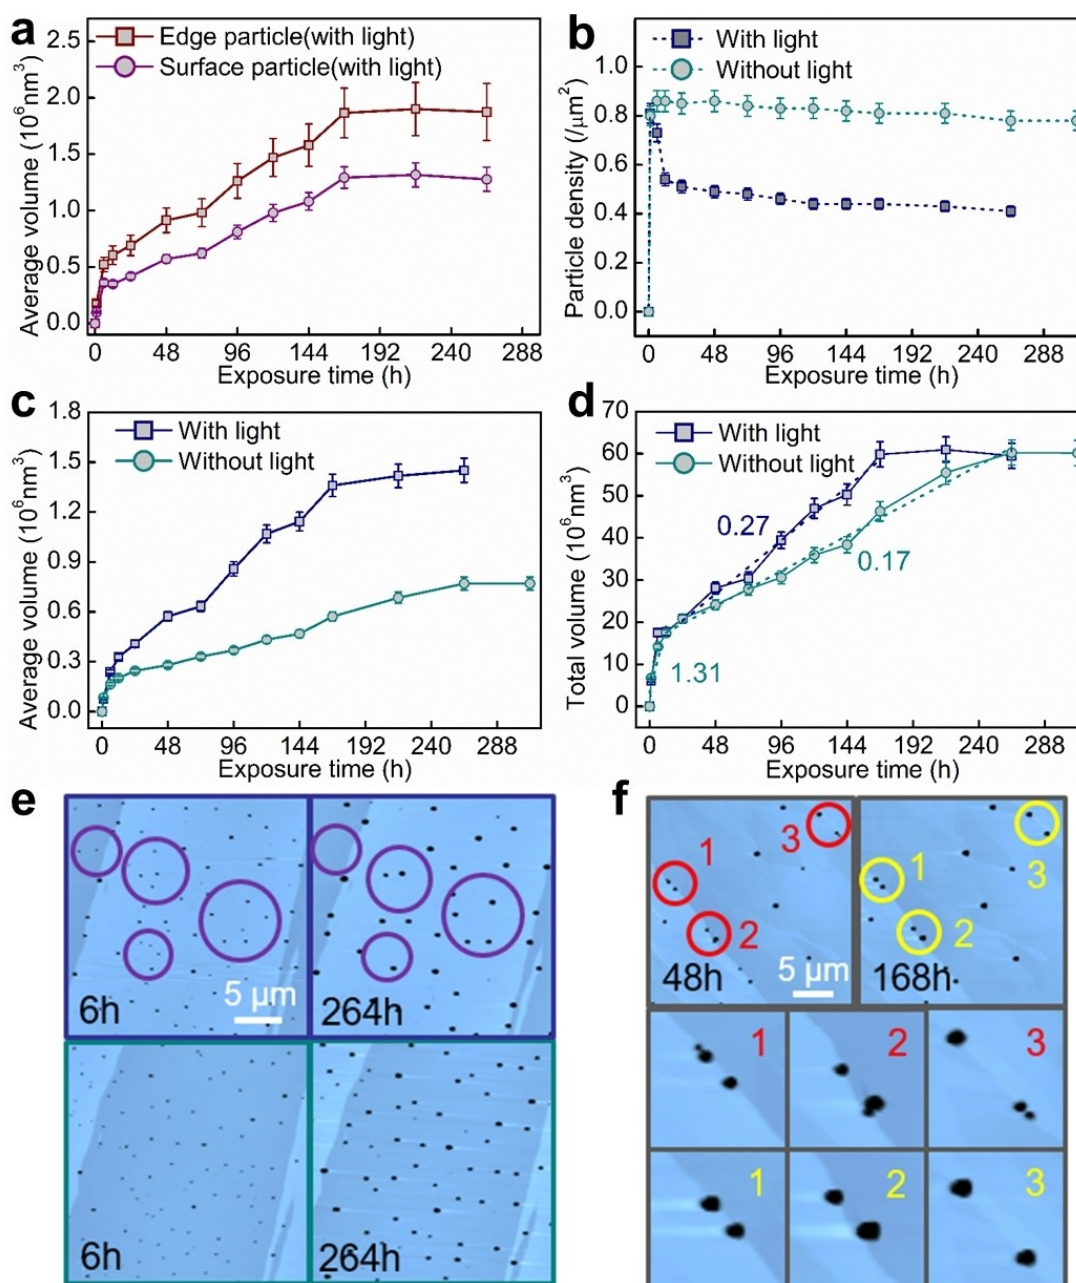 a
Edge particle(with light)
Surface particle(with light)
Average volume (10⁶nm³)
2.5
2.0
1.5
1.0
0.5
0.0
0 48 96 144 192 240 288
Exposure time (h)
b
With light
Without light
Particle density (/μm²)
1.0
0.8
0.6
0.4
0.2
0.0
0 48 96 144 192 240 288
Exposure time (h)
c
With light
Without light
Average volume (10⁶nm³)
1.8
1.5
1.2
0.9
0.6
0.3
0.0
0 48 96 144 192 240 288
Exposure time (h)
d
With light
Without light
Total volume (10⁶nm³)
70
60
50
40
30
20
10
0
0.27
0.17
1.31
0 48 96 144 192 240 288
Exposure time (h)
e
6h
5 μm
264h
6h
264h
f
1
3
2
48h
5 μm
1
3
2
168h
1
2
3
1
2
3